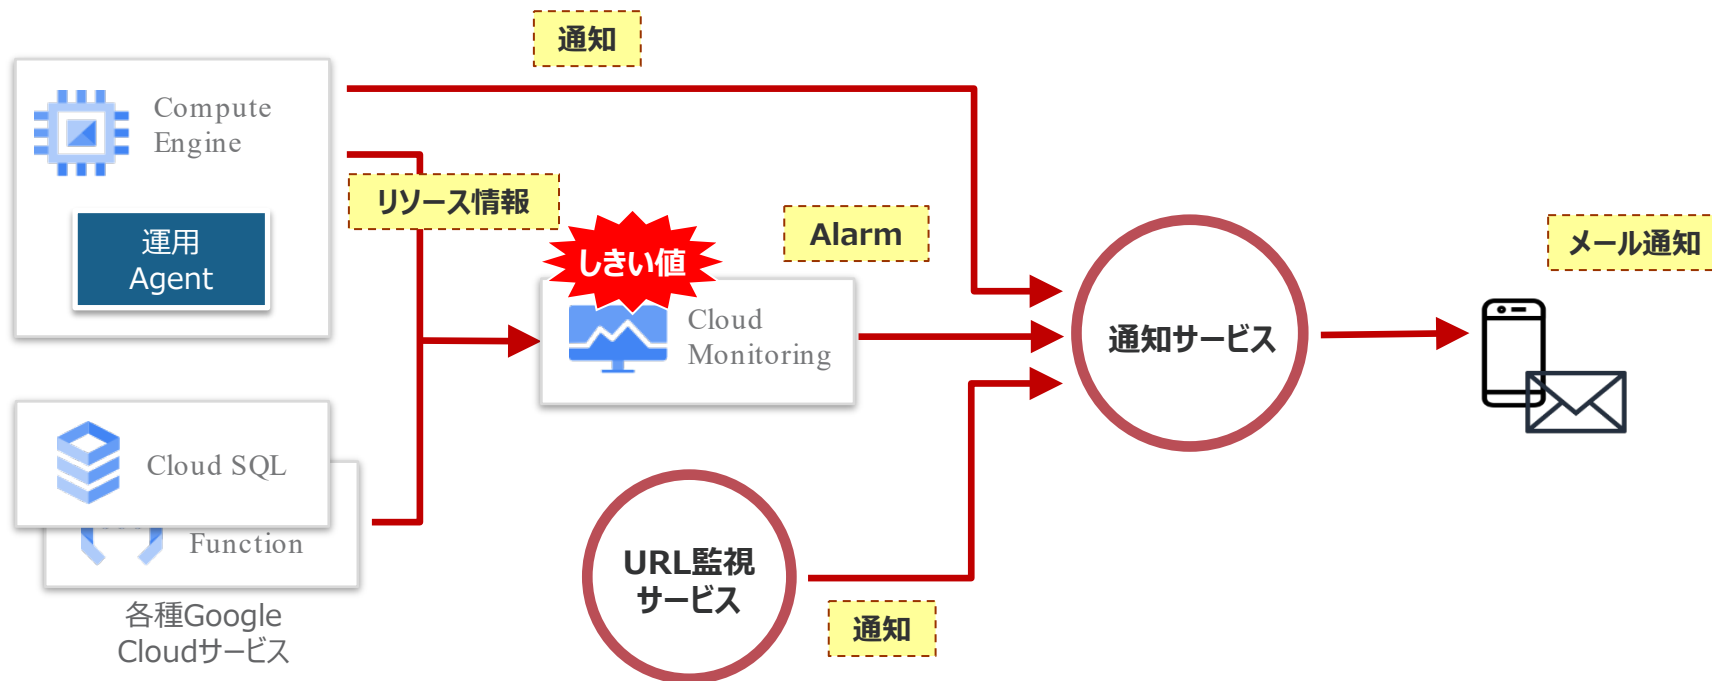 通知
Compute
Engine
運用
Agent
リソース情報
しきい値
Cloud
Monitoring
Alarm
通知サービス
メール通知
Cloud SQL
Function
各種Google
Cloudサービス
URL監視
サービス
通知